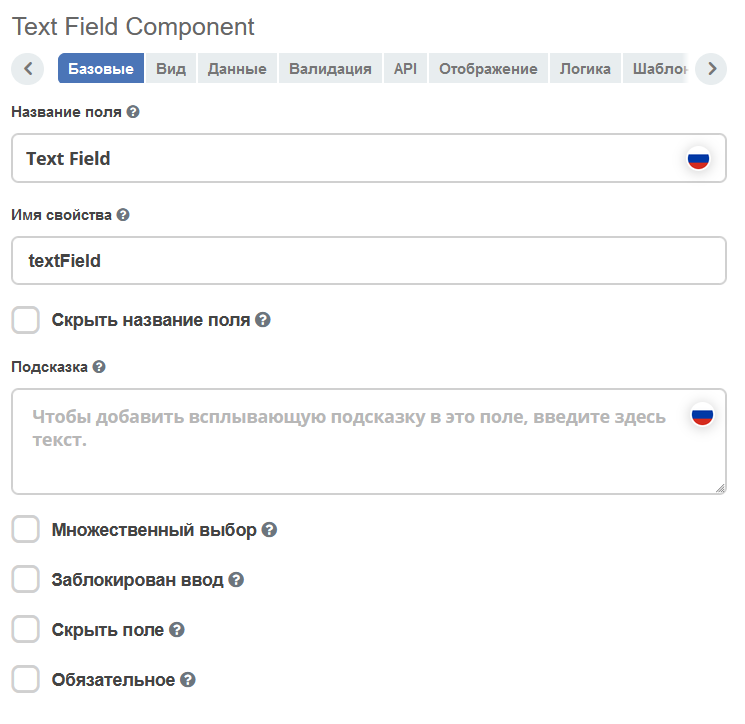 Text Field Component
Базовые Вид Данные Валидация API Отображение Логика
Название поля
Text Field
Имя свойства
textField
Скрыть название поля
Подсказка
Чтобы добавить всплывающую подсказку в это поле, введите здесь
текст.
Множественный выбор
Заблокирован ввод
Скрыть поле
Обязательное